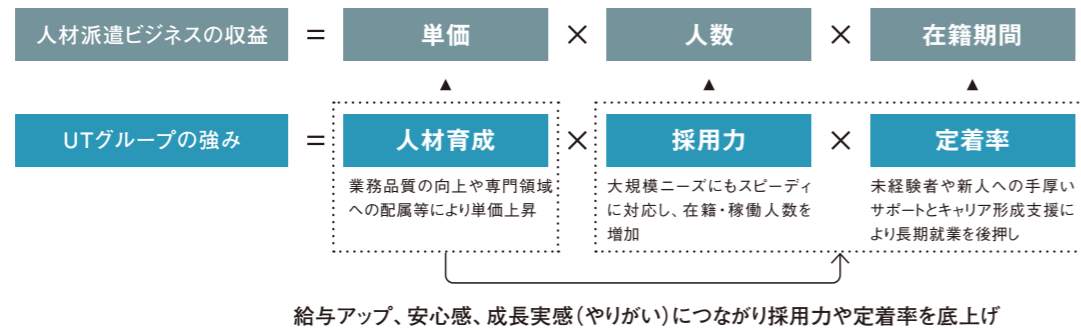 人材派遣ビジネスの収益 = 単価 × 人数 × 在籍期間
▲ ▲ ▲
UTグループの強み = 人材育成 × 採用力 × 定着率
業務品質の向上や専門領域
への配属等により単価上昇
大規模ニーズにもスピーディ
に対応し、在籍・稼働人数を
増加
未経験者や新人への手厚い
サポートとキャリア形成支援に
より長期就業を後押し
給与アップ、安心感、成長実感(やりがい)につながり採用力や定着率を底上げ